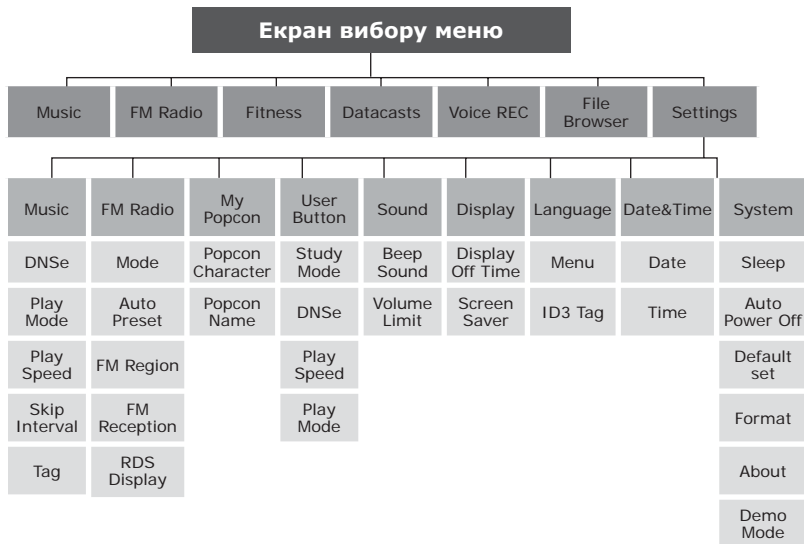 Екран вибору меню
Music
FM Radio
Fitness
Datacasts
Voice REC
File
Browser
Settings
Music
FM Radio
My
Popcon
User
Button
Sound
Display
Language
Date&Time
System
DNSe
Mode
Popcon
Character
Study
Mode
Beep
Sound
Display
Off Time
Menu
Date
Sleep
Play
Mode
Auto
Preset
Popcon
Name
DNSe
Volume
Limit
Screen
Saver
ID3 Tag
Time
Auto
Power Off
Play
Speed
FM Region
Play
Speed
Default
set
Skip
Interval
FM
Reception
Play
Mode
Format
Tag
RDS
Display
About
Demo
Mode